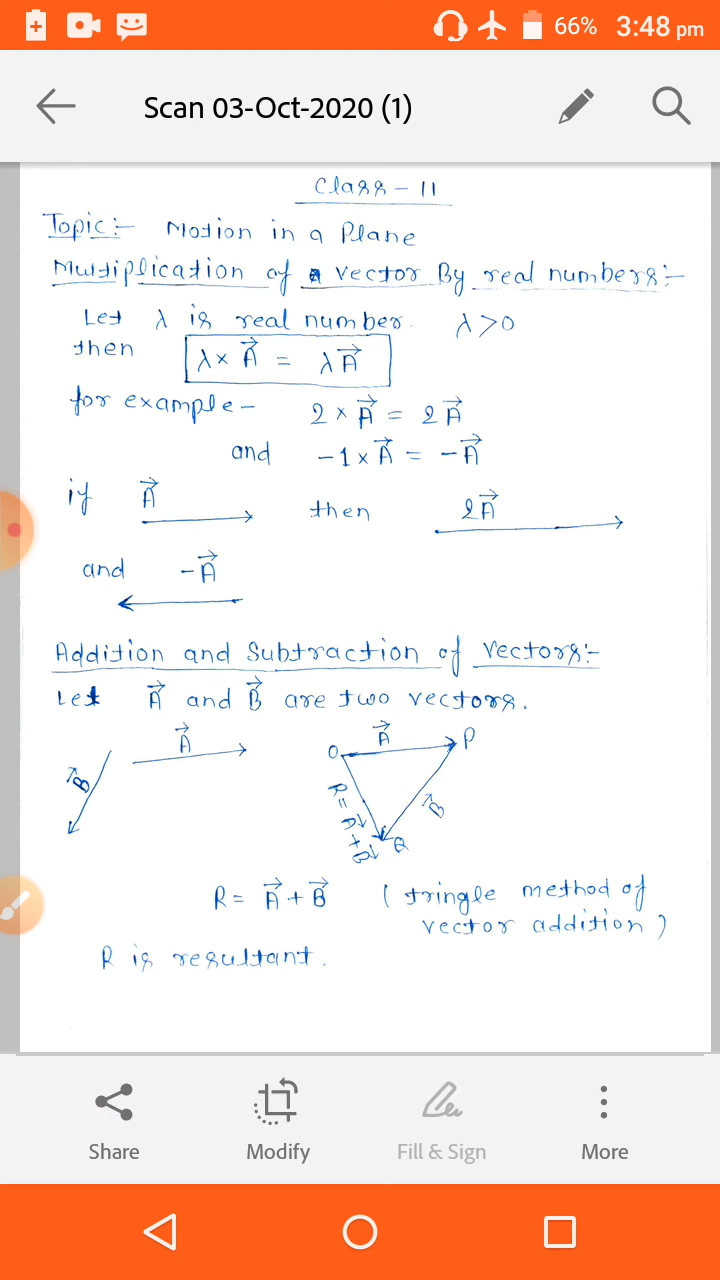 66% 3:48 pm
Scan 03-Oct-2020 (1)
Class - 11
Topic:- Motion in a Plane
Multiplication of a vector By real numbers:-
Let λ is real number. λ>0
then λ× A⃗ = λA⃗
for example - 2 × A⃗ = 2A⃗
and -1 × A⃗ = -A⃗
if A⃗ then 2A⃗
and -A⃗
Addition and Subtraction of Vectors:-
Let A⃗ and B⃗ are two vectors.
A⃗ A⃗
O P
B⃗ R = A⃗ + B⃗ B⃗
Q
R = A⃗ + B⃗ ( tringle method of
vector addition )
R is resultant.
Share Modify Fill & Sign More